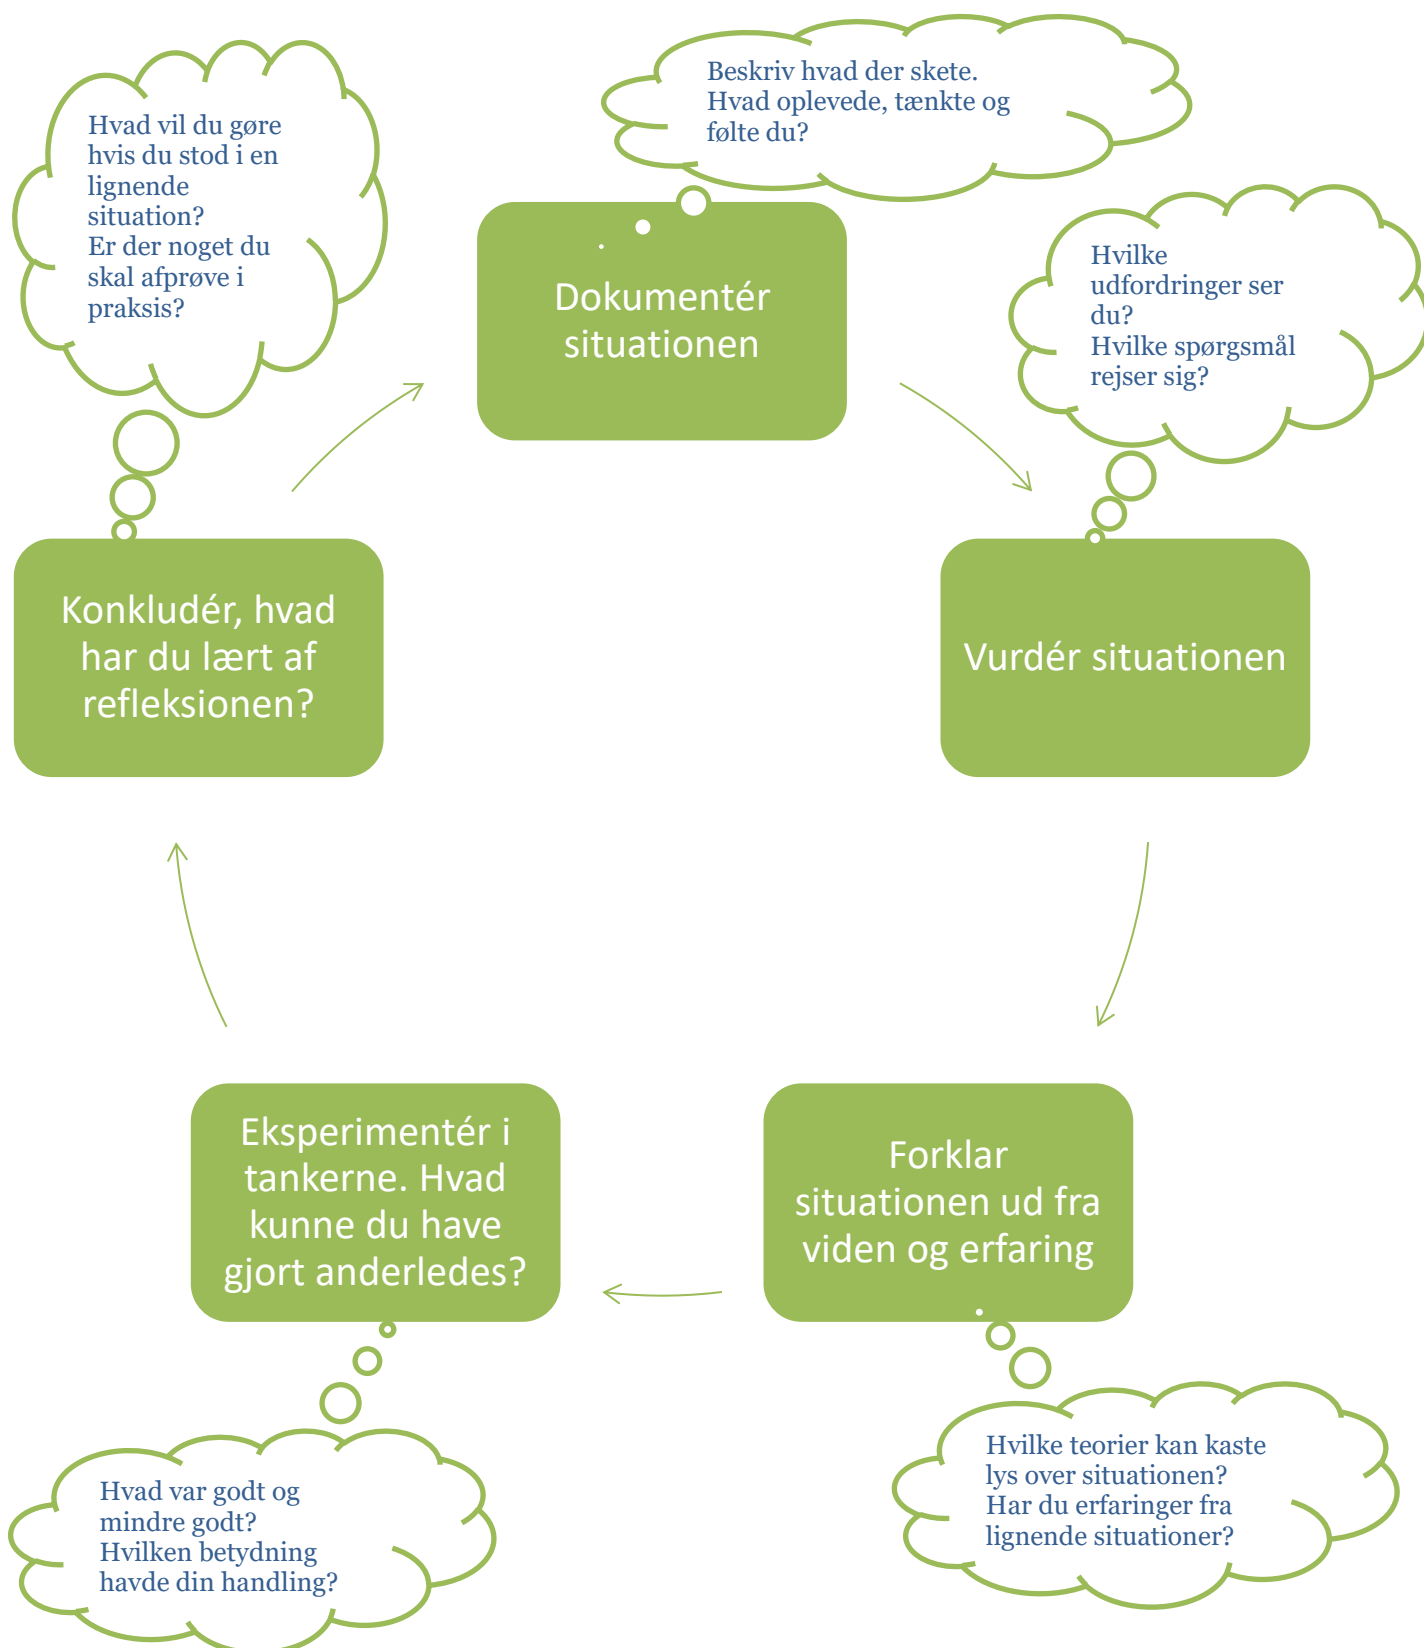 Beskriv hvad der skete.
Hvad oplevede, tænkte og
følte du?
Dokumentér
situationen
Hvilke
udfordringer ser
du?
Hvilke spørgsmål
rejser sig?
Vurdér situationen
Forklar
situationen ud fra
viden og erfaring
Hvilke teorier kan kaste
lys over situationen?
Har du erfaringer fra
lignende situationer?
Eksperimentér i
tankerne. Hvad
kunne du have
gjort anderledes?
Hvad var godt og
mindre godt?
Hvilken betydning
havde din handling?
Konkludér, hvad
har du lært af
refleksionen?
Hvad vil du gøre
hvis du stod i en
lignende
situation?
Er der noget du
skal afprøve i
praksis?